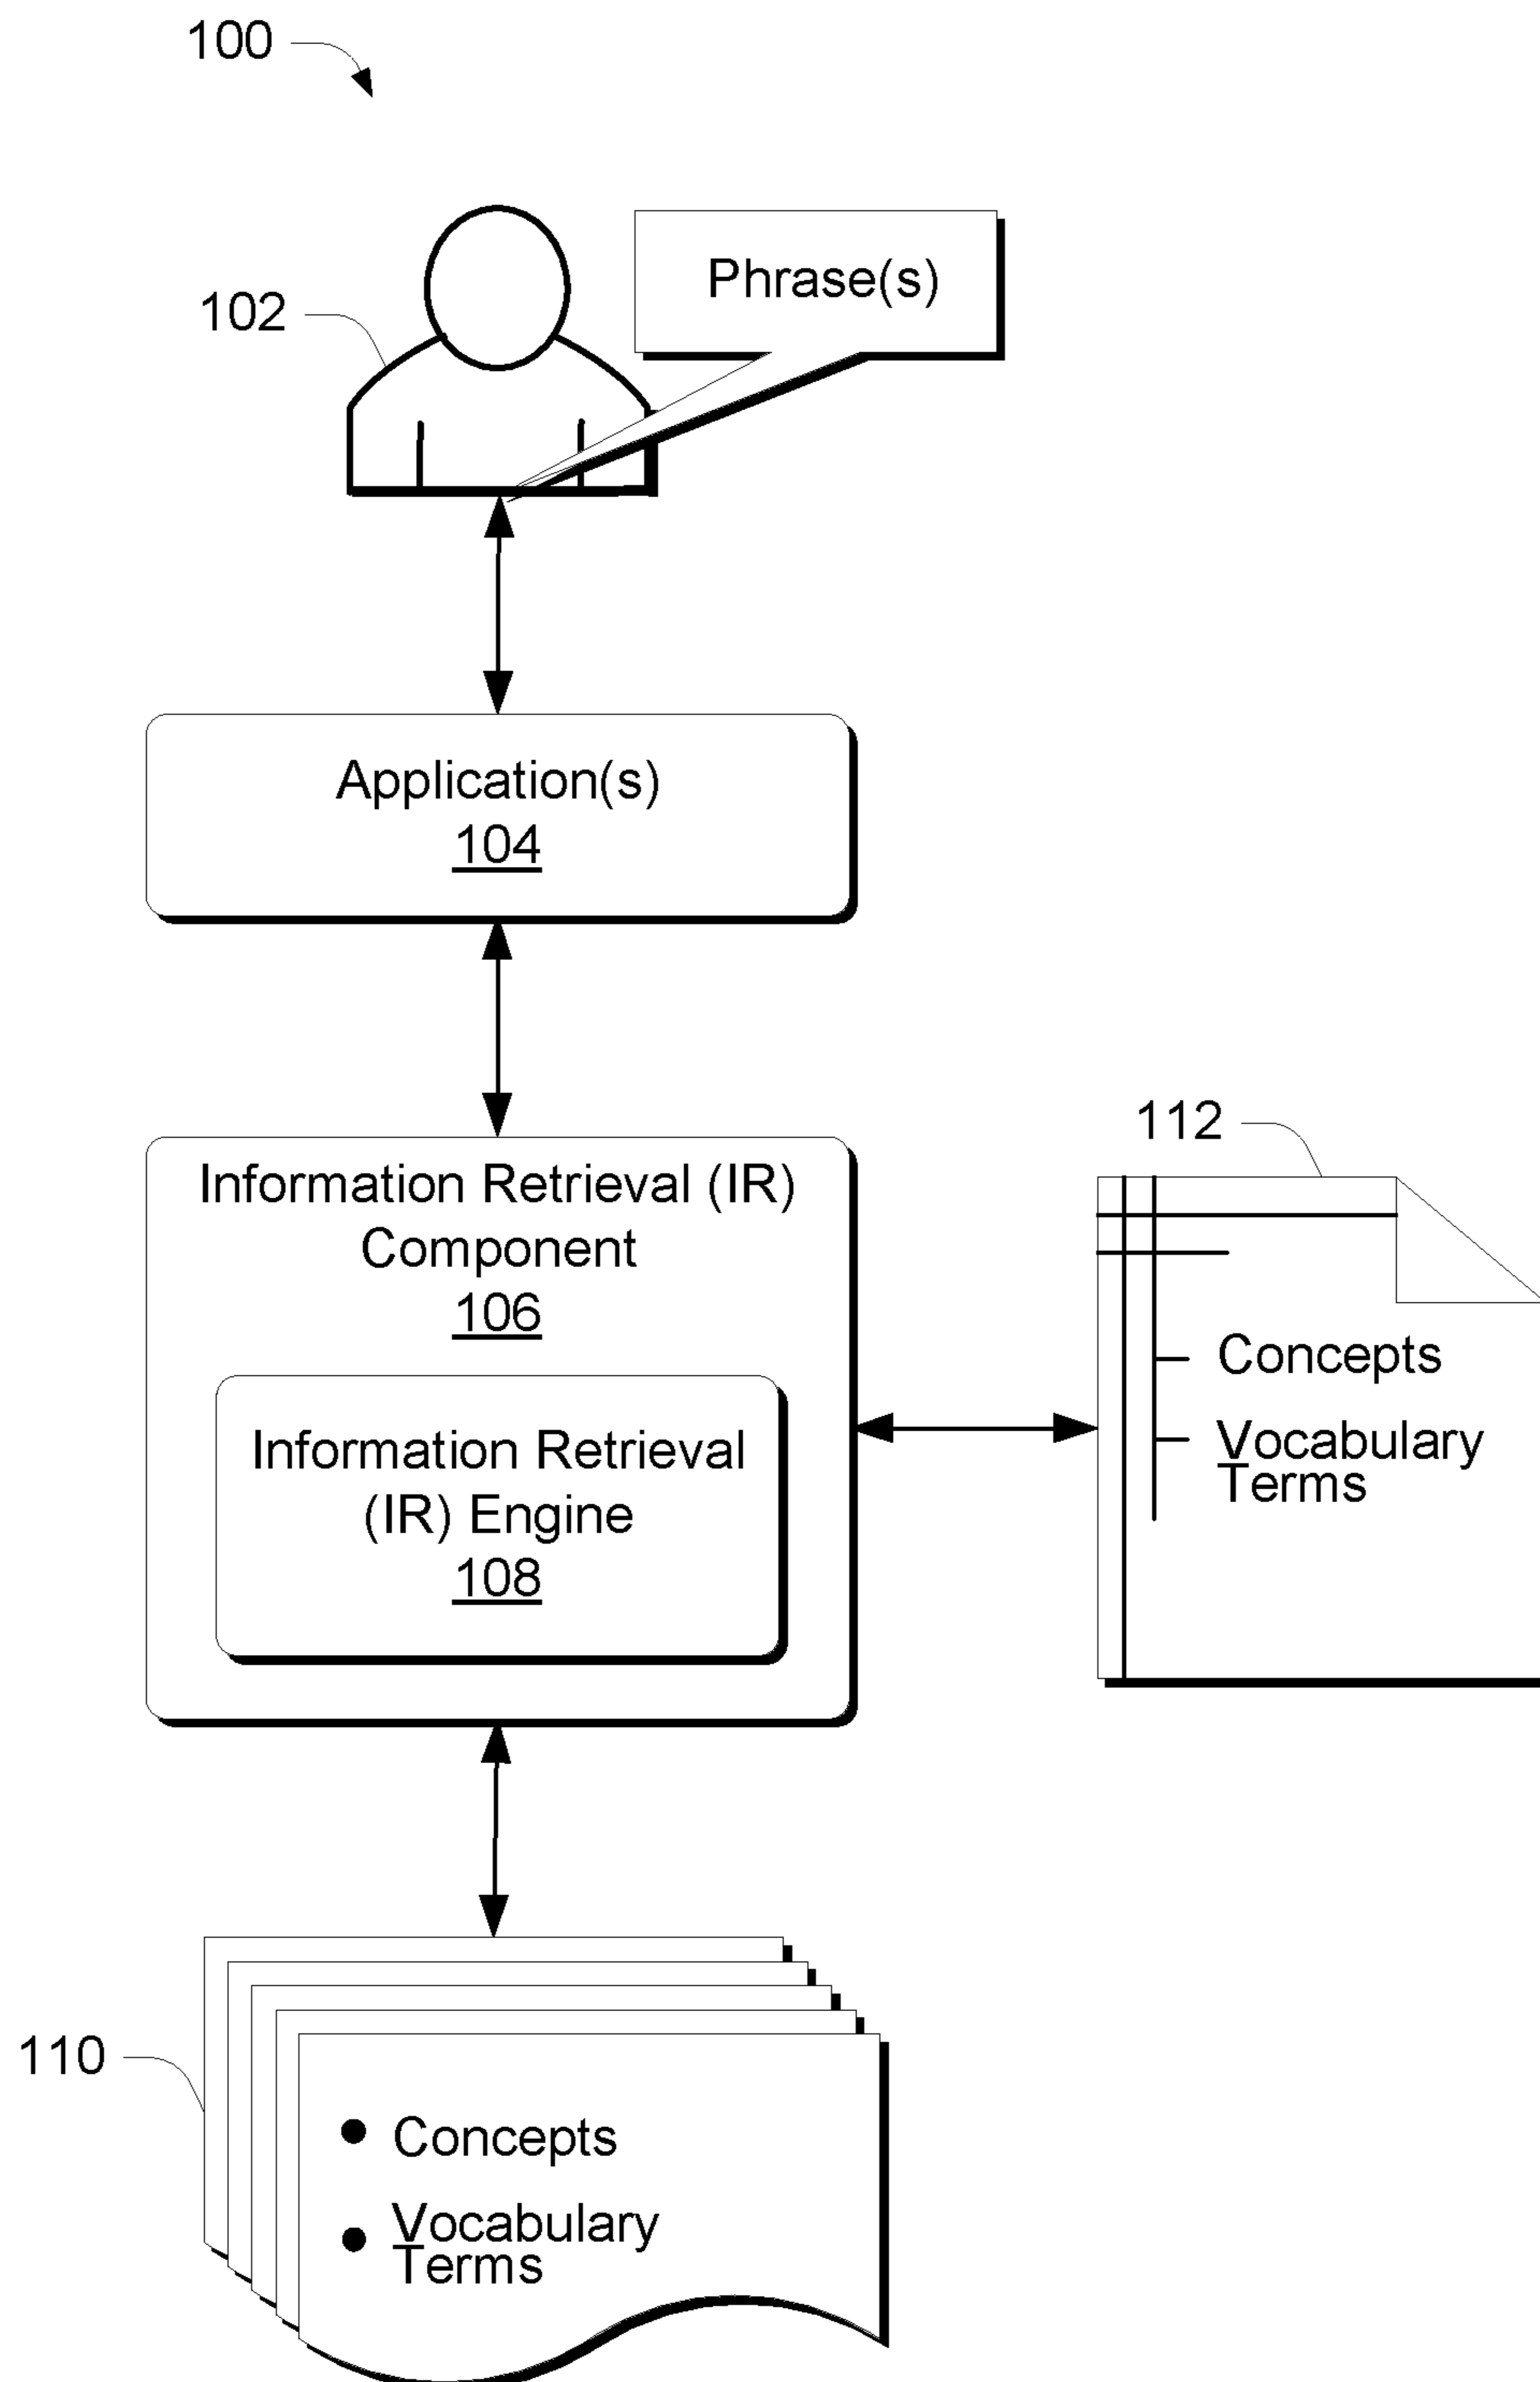 100
102
Phrase(s)
Application(s)
104
Information Retrieval (IR)
Component
106
Information Retrieval
(IR) Engine
108
112
Concepts
Vocabulary
Terms
110
Concepts
Vocabulary
Terms